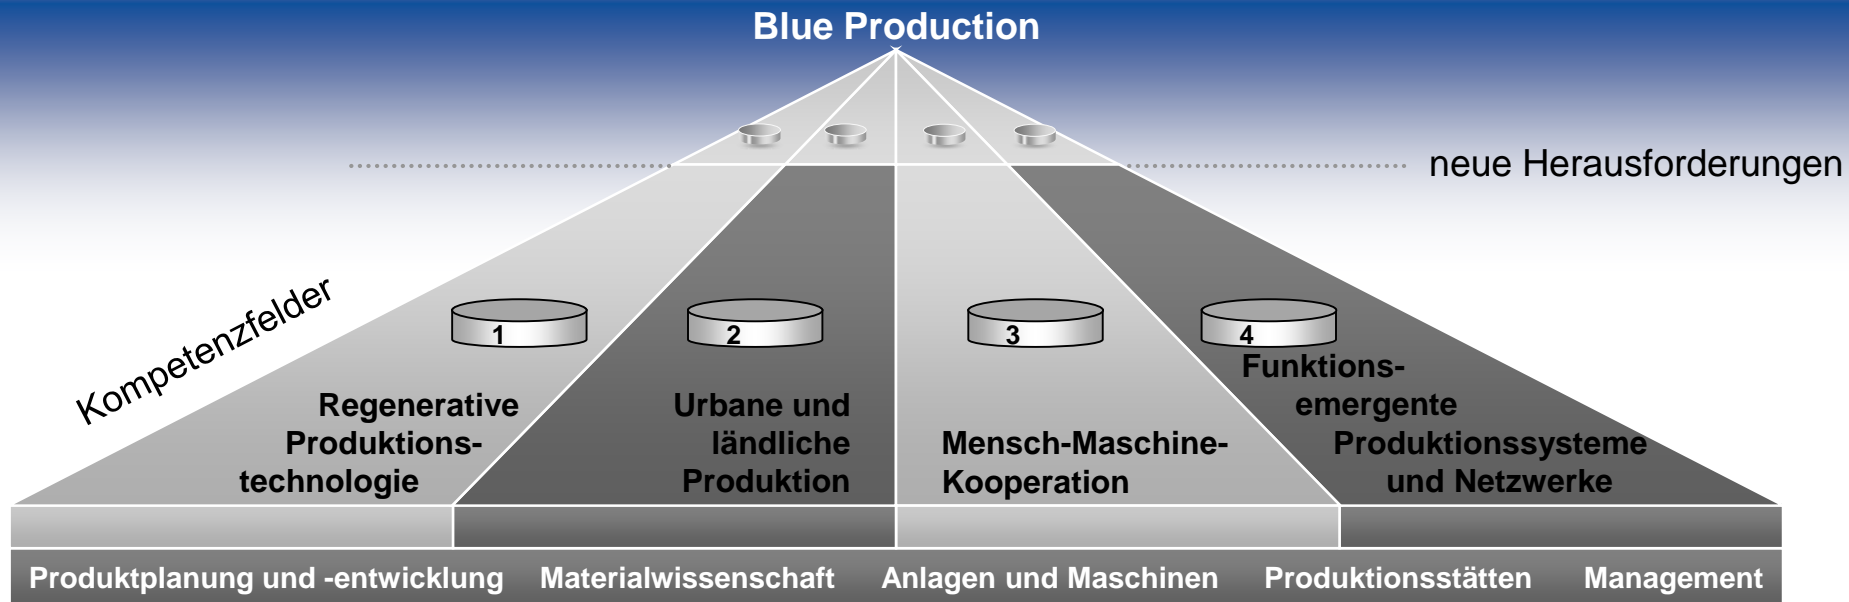 Blue Production
neue Herausforderungen
Kompetenzfelder
1
Regenerative
Produktions-
technologie
2
Urbane und
ländliche
Produktion
3
Mensch-Maschine-
Kooperation
4
Funktions-
emergente
Produktionssysteme
und Netzwerke
Produktplanung und -entwicklung Materialwissenschaft Anlagen und Maschinen Produktionsstätten Management